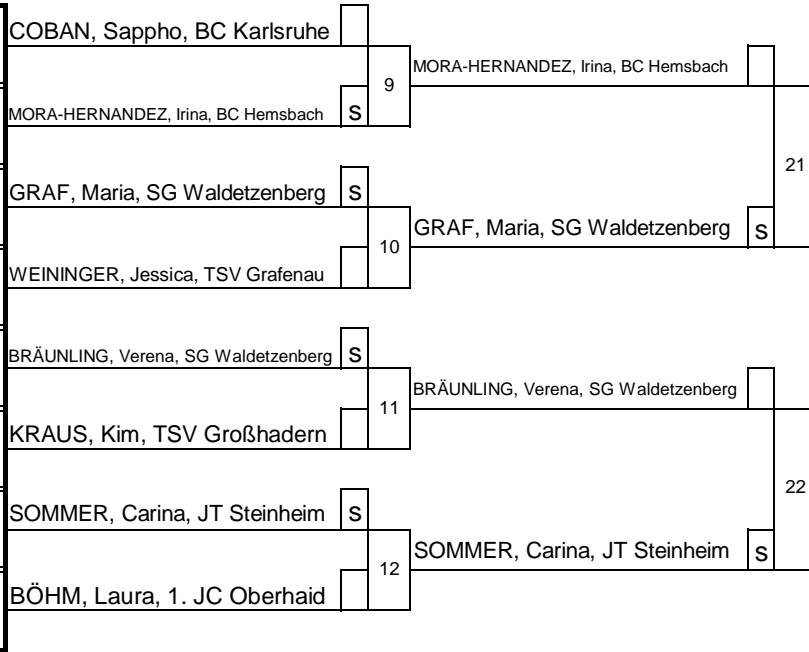 COBAN, Sappho, BC Karlsruhe
MORA-HERNANDEZ, Irina, BC Hemsbach
9
MORA-HERNANDEZ, Irina, BC Hemsbach s
21
GRAF, Maria, SG Waldetzenberg s
GRAF, Maria, SG Waldetzenberg s
10
WEININGER, Jessica, TSV Grafenau
BRÄUNLING, Verena, SG Waldetzenberg s
BRÄUNLING, Verena, SG Waldetzenberg
11
KRAUS, Kim, TSV Großhadern
22
SOMMER, Carina, JT Steinheim s
SOMMER, Carina, JT Steinheim s
12
BÖHM, Laura, 1. JC Oberhaid